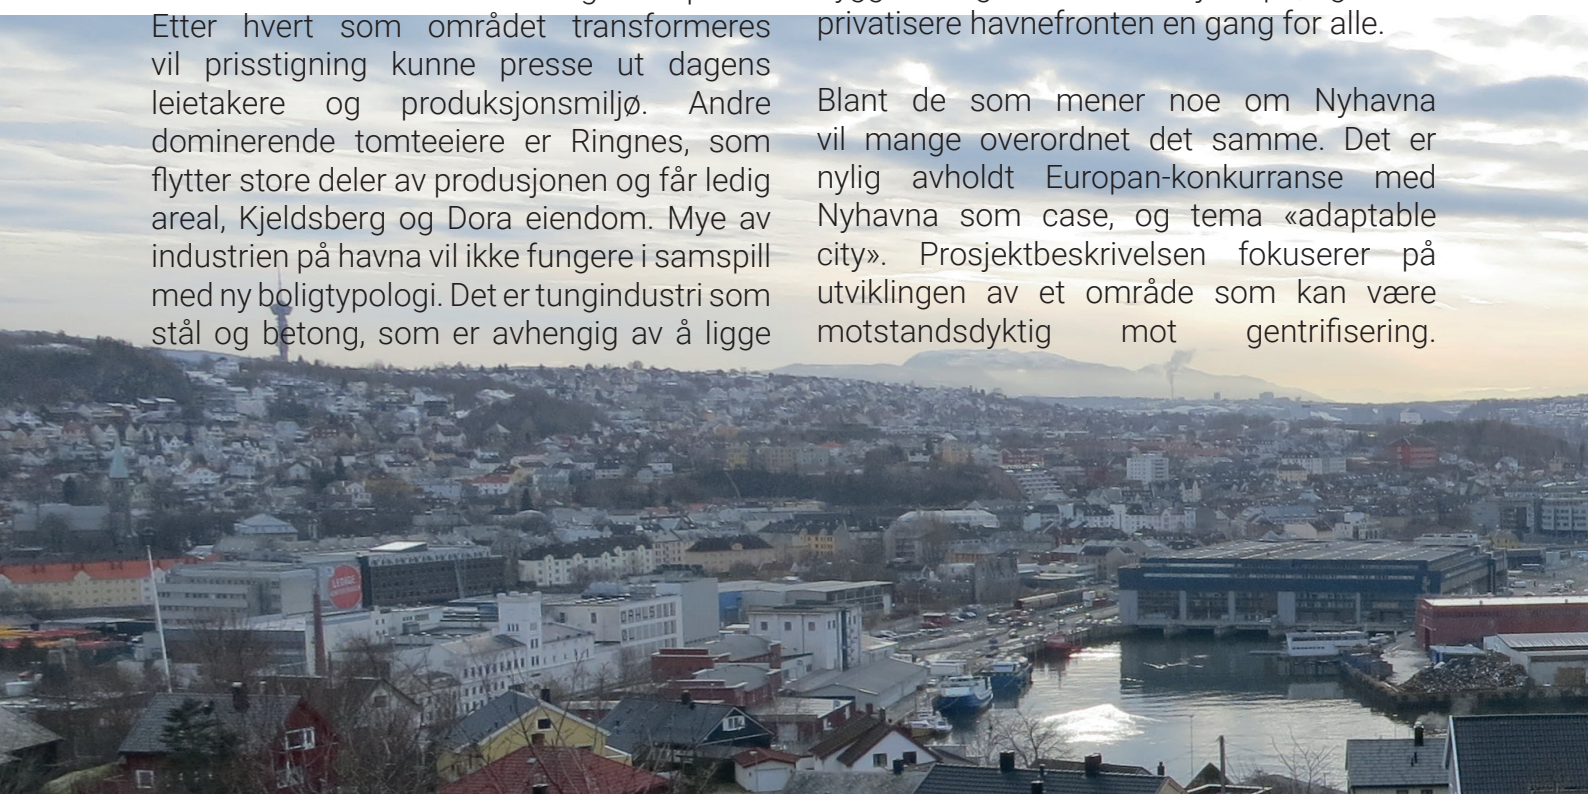 Etter hvert som området transformeres
vil prisstigning kunne presse ut dagens
leietakere og produksjonsmiljø. Andre
dominerende tomteeiere er Ringnes, som
flytter store deler av produsjonen og får ledig
areal, Kjeldsberg og Dora eiendom. Mye av
industrien på havna vil ikke fungere i samspill
med ny boligtypologi. Det er tungindustri som
stål og betong, som er avhengig av å ligge
privatisere havnefronten en gang for alle.
Blant de som mener noe om Nyhavna
vil mange overordnet det samme. Det er
nylig avholdt Europan-konkurranse med
Nyhavna som case, og tema «adaptable
city». Prosjektbeskrivelsen fokuserer på
utviklingen av et område som kan være
motstandsdyktig mot gentrifisering.